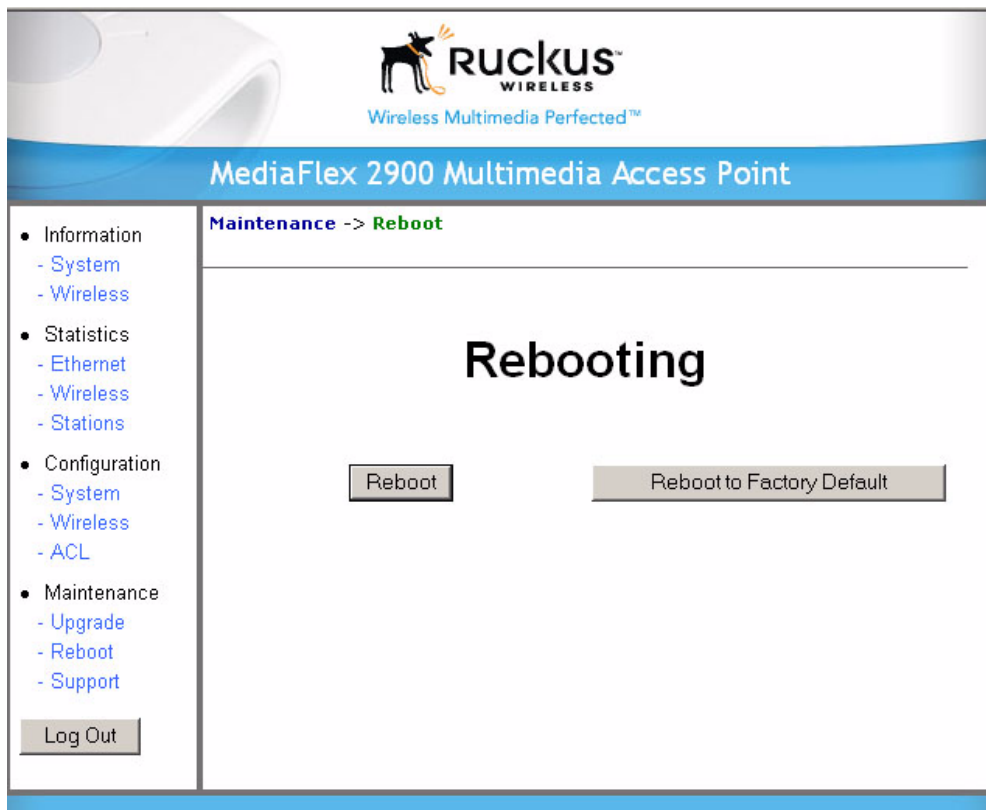 RUCKUS™
WIRELESS
Wireless Multimedia Perfected™
MediaFlex 2900 Multimedia Access Point
• Information
- System
- Wireless
• Statistics
- Ethernet
- Wireless
- Stations
• Configuration
- System
- Wireless
- ACL
• Maintenance
- Upgrade
- Reboot
- Support
Log Out
Maintenance -> Reboot
Rebooting
Reboot
Reboot to Factory Default